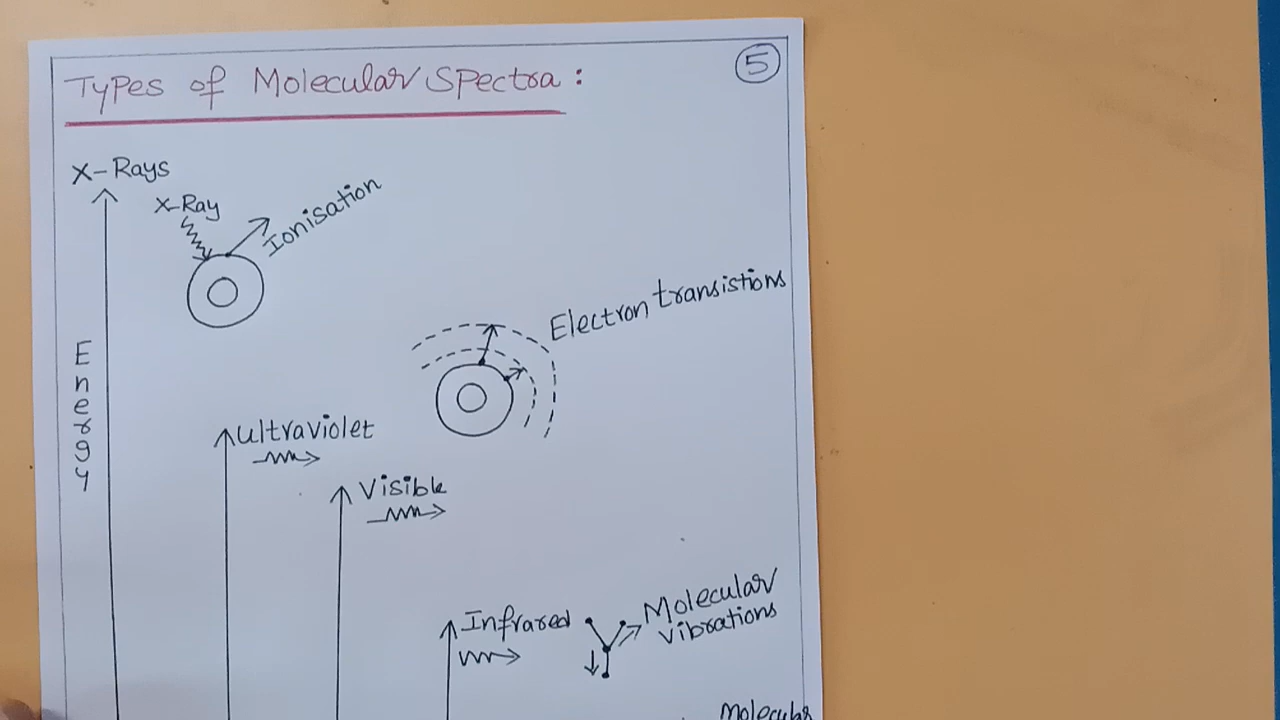 Types of Molecular Spectra :
5
X-Rays
X-Ray
Ionisation
Electron transistions
Energy
Ultraviolet
Visible
Infrared
Molecular
vibrations